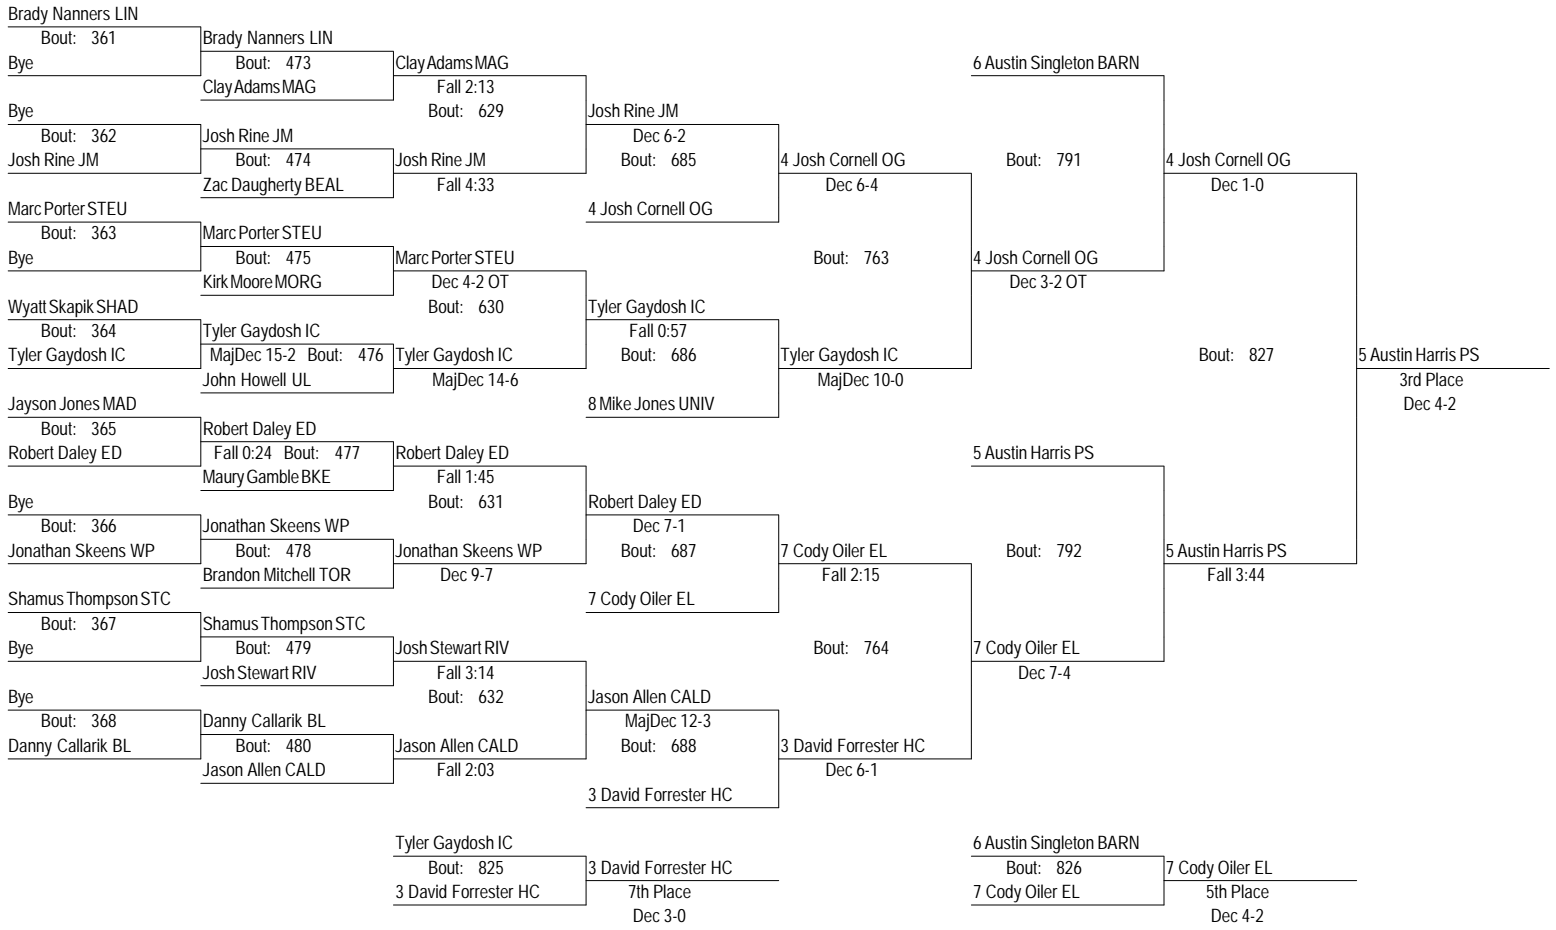 Brady Nanners LIN
Bout: 361
Bye
Bye
Bout: 362
Josh Rine JM
Marc Porter STEU
Bout: 363
Bye
Wyatt Skapik SHAD
Bout: 364
Tyler Gaydosh IC
Jayson Jones MAD
Bout: 365
Robert Daley ED
Bye
Bout: 366
Jonathan Skeens WP
Shamus Thompson STC
Bout: 367
Bye
Bye
Bout: 368
Danny Callarik BL
Brady Nanners LIN
Bout: 473
Clay Adams MAG
Josh Rine JM
Bout: 474
Zac Daugherty BEAL
Marc Porter STEU
Bout: 475
Kirk Moore MORG
Tyler Gaydosh IC
MajDec 15-2 Bout: 476
John Howell UL
Robert Daley ED
Fall 0:24 Bout: 477
Maury Gamble BKE
Jonathan Skeens WP
Bout: 478
Brandon Mitchell TOR
Shamus Thompson STC
Bout: 479
Josh Stewart RIV
Danny Callarik BL
Bout: 480
Jason Allen CALD
Clay Adams MAG
Fall 2:13
Bout: 629
Josh Rine JM
Fall 4:33
Marc Porter STEU
Dec 4-2 OT
Bout: 630
Tyler Gaydosh IC
MajDec 14-6
Robert Daley ED
Fall 1:45
Bout: 631
Jonathan Skeens WP
Dec 9-7
Josh Stewart RIV
Fall 3:14
Bout: 632
Jason Allen CALD
Fall 2:03
Josh Rine JM
Dec 6-2
Bout: 685
4 Josh Cornell OG
Tyler Gaydosh IC
Fall 0:57
Bout: 686
8 Mike Jones UNIV
Robert Daley ED
Dec 7-1
Bout: 687
7 Cody Oiler EL
Jason Allen CALD
MajDec 12-3
Bout: 688
3 David Forrester HC
4 Josh Cornell OG
Dec 6-4
Bout: 763
Tyler Gaydosh IC
MajDec 10-0
7 Cody Oiler EL
Fall 2:15
Bout: 764
3 David Forrester HC
Dec 6-1
6 Austin Singleton BARN
Bout: 791
4 Josh Cornell OG
Dec 3-2 OT
5 Austin Harris PS
Bout: 792
7 Cody Oiler EL
Dec 7-4
4 Josh Cornell OG
Dec 1-0
Bout: 827
5 Austin Harris PS
Fall 3:44
5 Austin Harris PS
3rd Place
Dec 4-2
Tyler Gaydosh IC
Bout: 825
3 David Forrester HC
3 David Forrester HC
7th Place
Dec 3-0
6 Austin Singleton BARN
Bout: 826
7 Cody Oiler EL
7 Cody Oiler EL
5th Place
Dec 4-2